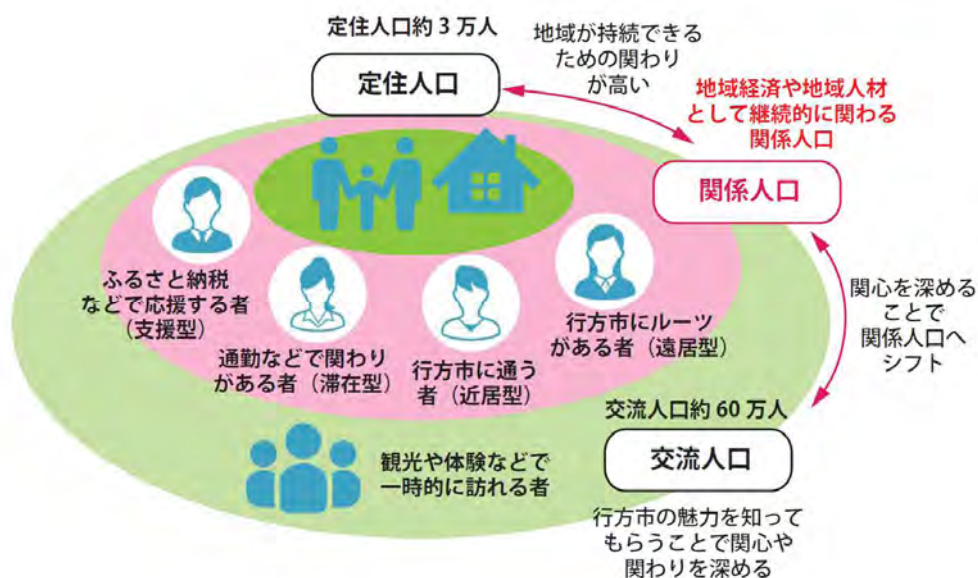 定住人口約 3 万人
定住人口
地域が持続できる
ための関わり
が高い
地域経済や地域人材
として継続的に関わる
関係人口
関係人口
ふるさと納税
などで応援する者
（支援型）
通勤などで関わり
がある者（滞在型）
行方市に通う
者（近居型）
行方市にルーツ
がある者（遠居型）
関心を深める
ことで
関係人口へ
シフト
交流人口約 60 万人
交流人口
観光や体験などで
一時的に訪れる者
行方市の魅力を知って
もらうことで関心や
関わりを深める